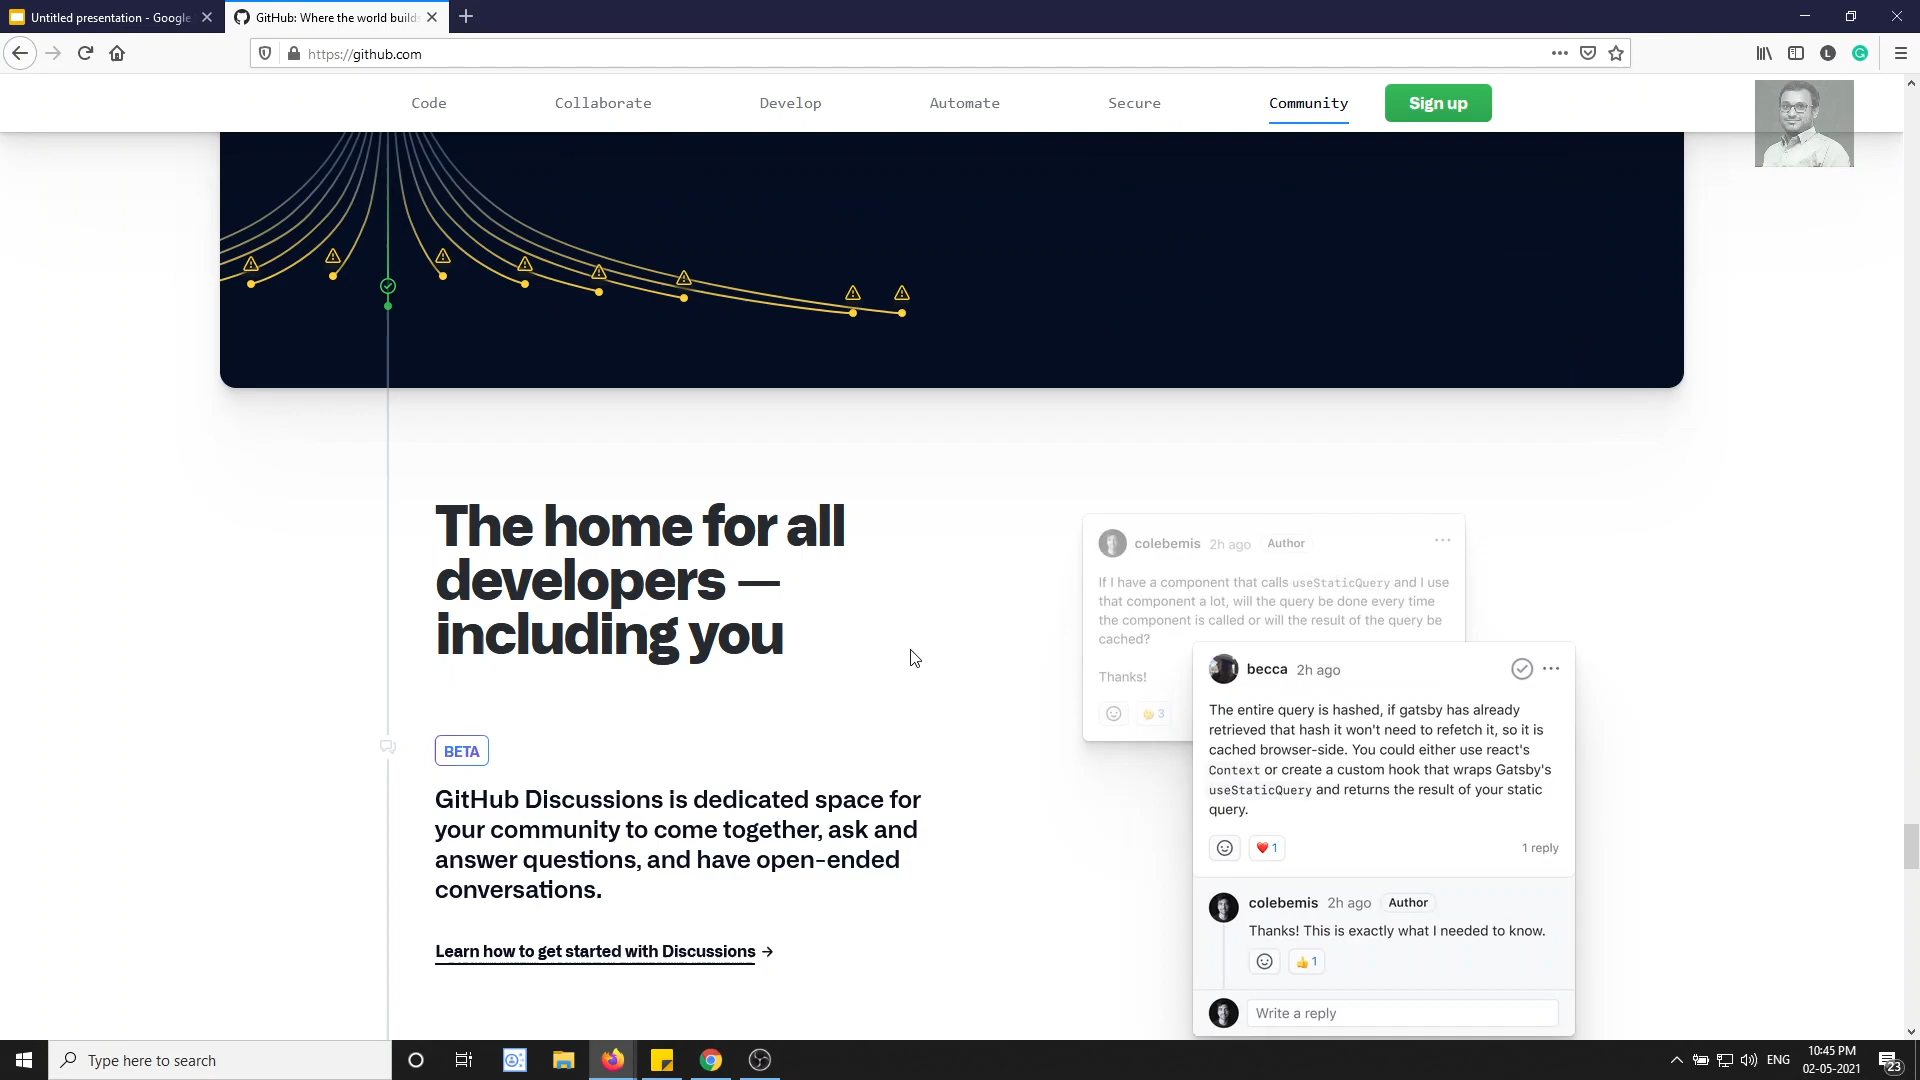 Untitled presentation - Google
GitHub: Where the world builds
https://github.com
Code
Collaborate
Develop
Automate
Secure
Community
Sign up
The home for all
developers —
including you
BETA
GitHub Discussions is dedicated space for
your community to come together, ask and
answer questions, and have open-ended
conversations.
Learn how to get started with Discussions →
colebemis 2h ago Author
If I have a component that calls useStaticQuery and I use
that component a lot, will the query be done every time
the component is called or will the result of the query be
cached?
Thanks!
3
becca 2h ago
The entire query is hashed, if gatsby has already
retrieved that hash it won't need to refetch it, so it is
cached browser-side. You could either use react's
Context or create a custom hook that wraps Gatsby's
useStaticQuery and returns the result of your static
query.
1
1 reply
colebemis 2h ago Author
Thanks! This is exactly what I needed to know.
1
Write a reply
Type here to search
ENG
10:45 PM
02-05-2021
23